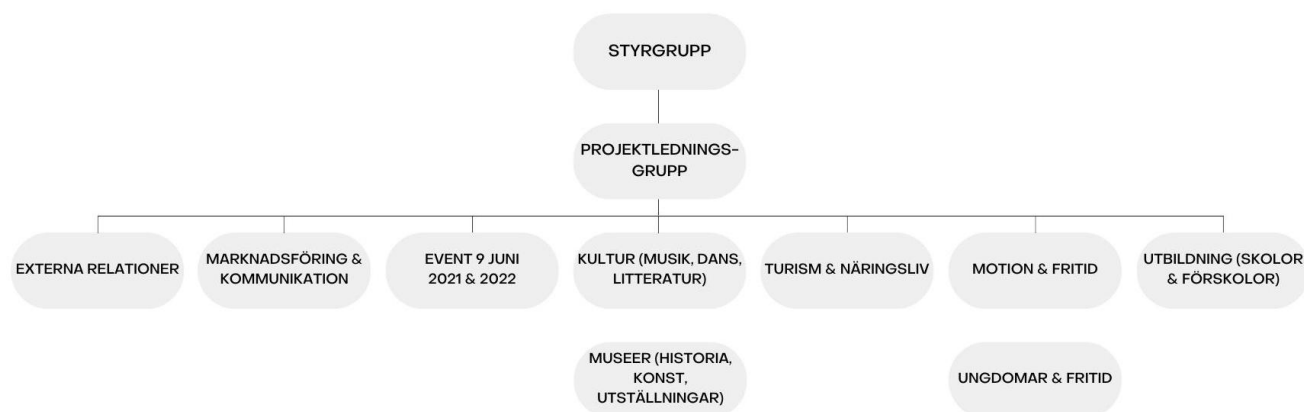 STYRGRUPP
PROJEKTLEDNINGS-
GRUPP
EXTERNA RELATIONER
MARKNADSFÖRING &
KOMMUNIKATION
EVENT 9 JUNI
2021 & 2022
KULTUR (MUSIK, DANS,
LITTERATUR)
TURISM & NÄRINGSLIV
MOTION & FRITID
UTBILDNING (SKOLOR
& FÖRSKOLOR)
MUSEER (HISTORIA,
KONST,
UTSTÄLLNINGAR)
UNGDOMAR & FRITID